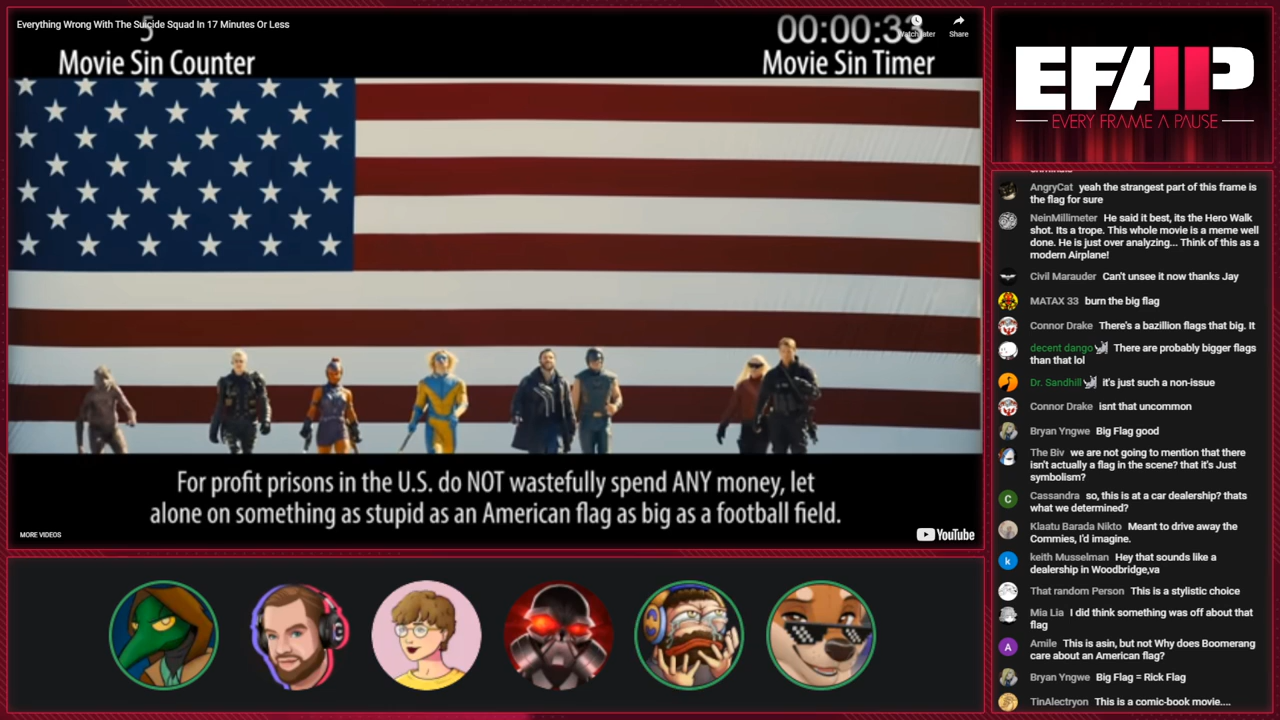 Everything Wrong With The Suicide Squad In 17 Minutes Or Less
5
Movie Sin Counter
00:00:33
Watch later
Share
Movie Sin Timer
For profit prisons in the U.S. do NOT wastefully spend ANY money, let
alone on something as stupid as an American flag as big as a football field.
MORE VIDEOS
YouTube
EFAP
EVERY FRAME A PAUSE
AngryCat yeah the strangest part of this frame is
the flag for sure
NeinMillimeter He said it best, its the Hero Walk
shot. Its a trope. This whole movie is a meme well
done. He is just over analyzing... Think of this as a
modern Airplane!
Civil Marauder Can't unsee it now thanks Jay
MATAX 33 burn the big flag
Connor Drake There's a bazillion flags that big. It
decent dango There are probably bigger flags
than that lol
Dr. Sandhill it's just such a non-issue
Connor Drake isnt that uncommon
Bryan Yngwe Big Flag good
The Biv we are not going to mention that there
isn't actually a flag in the scene? that it's Just
symbolism?
C
Cassandra so, this is at a car dealership? thats
what we determined?
Klaatu Barada Nikto Meant to drive away the
Commies, I'd imagine.
k
keith Musselman Hey that sounds like a
dealership in Woodbridge,va
That random Person This is a stylistic choice
Mia Lia I did think something was off about that
flag
A
Amile This is asin, but not Why does Boomerang
care about an American flag?
Bryan Yngwe Big Flag = Rick Flag
TinAlectryon This is a comic-book movie....